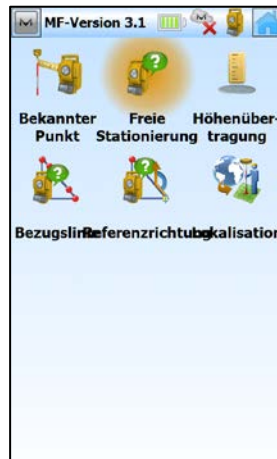 MF-Version 3.1
Bekannter Punkt
Freie Stationierung
Höhenüber-
tragung
Bezugslinie
Referenzrichtung
Lokalisation